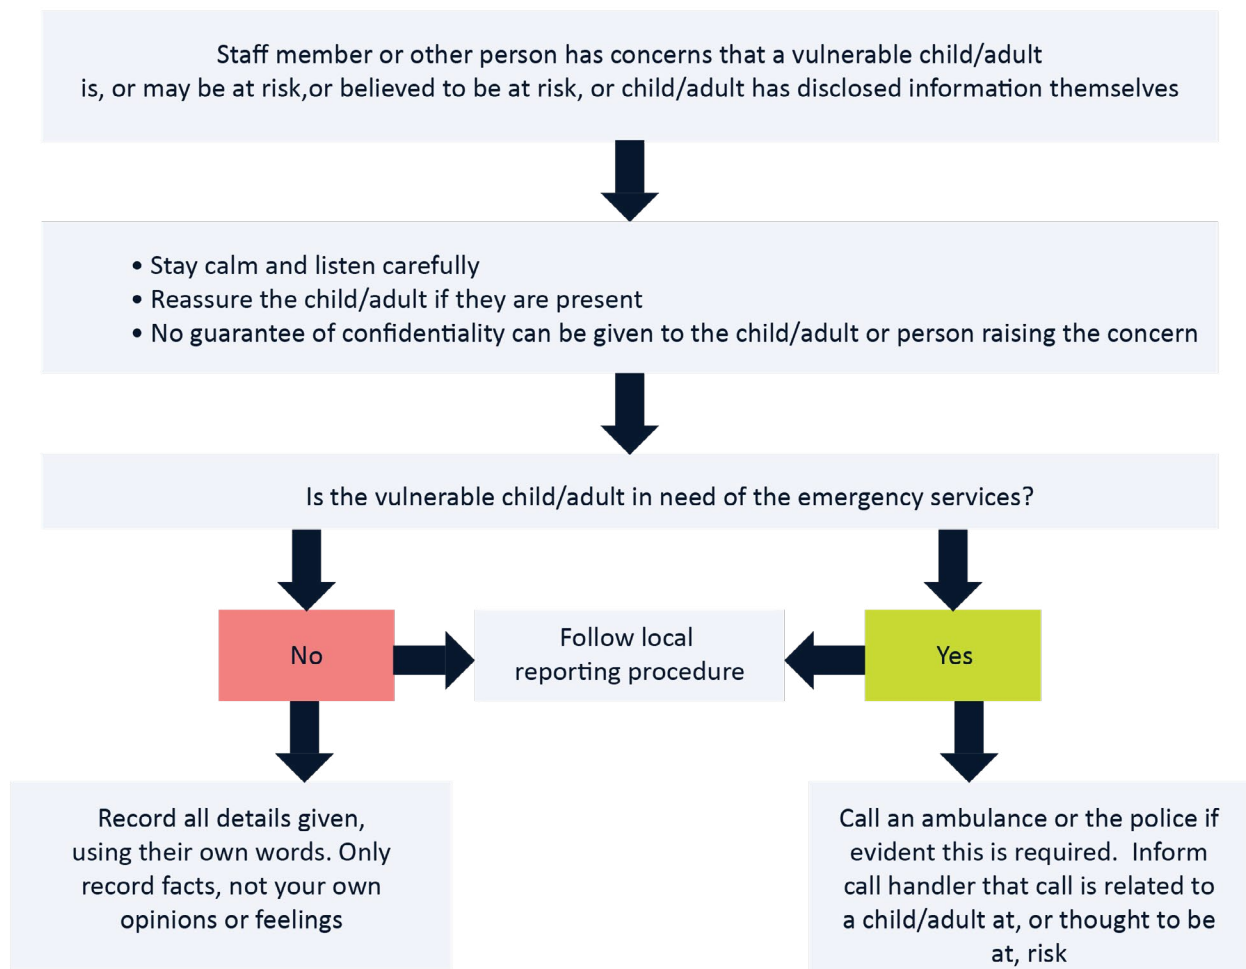 Staff member or other person has concerns that a vulnerable child/adult
is, or may be at risk,or believed to be at risk, or child/adult has disclosed information themselves
• Stay calm and listen carefully
• Reassure the child/adult if they are present
• No guarantee of confidentiality can be given to the child/adult or person raising the concern
Is the vulnerable child/adult in need of the emergency services?
No
Follow local
reporting procedure
Yes
Record all details given,
using their own words. Only
record facts, not your own
opinions or feelings
Call an ambulance or the police if
evident this is required.  Inform
call handler that call is related to
a child/adult at, or thought to be
at, risk